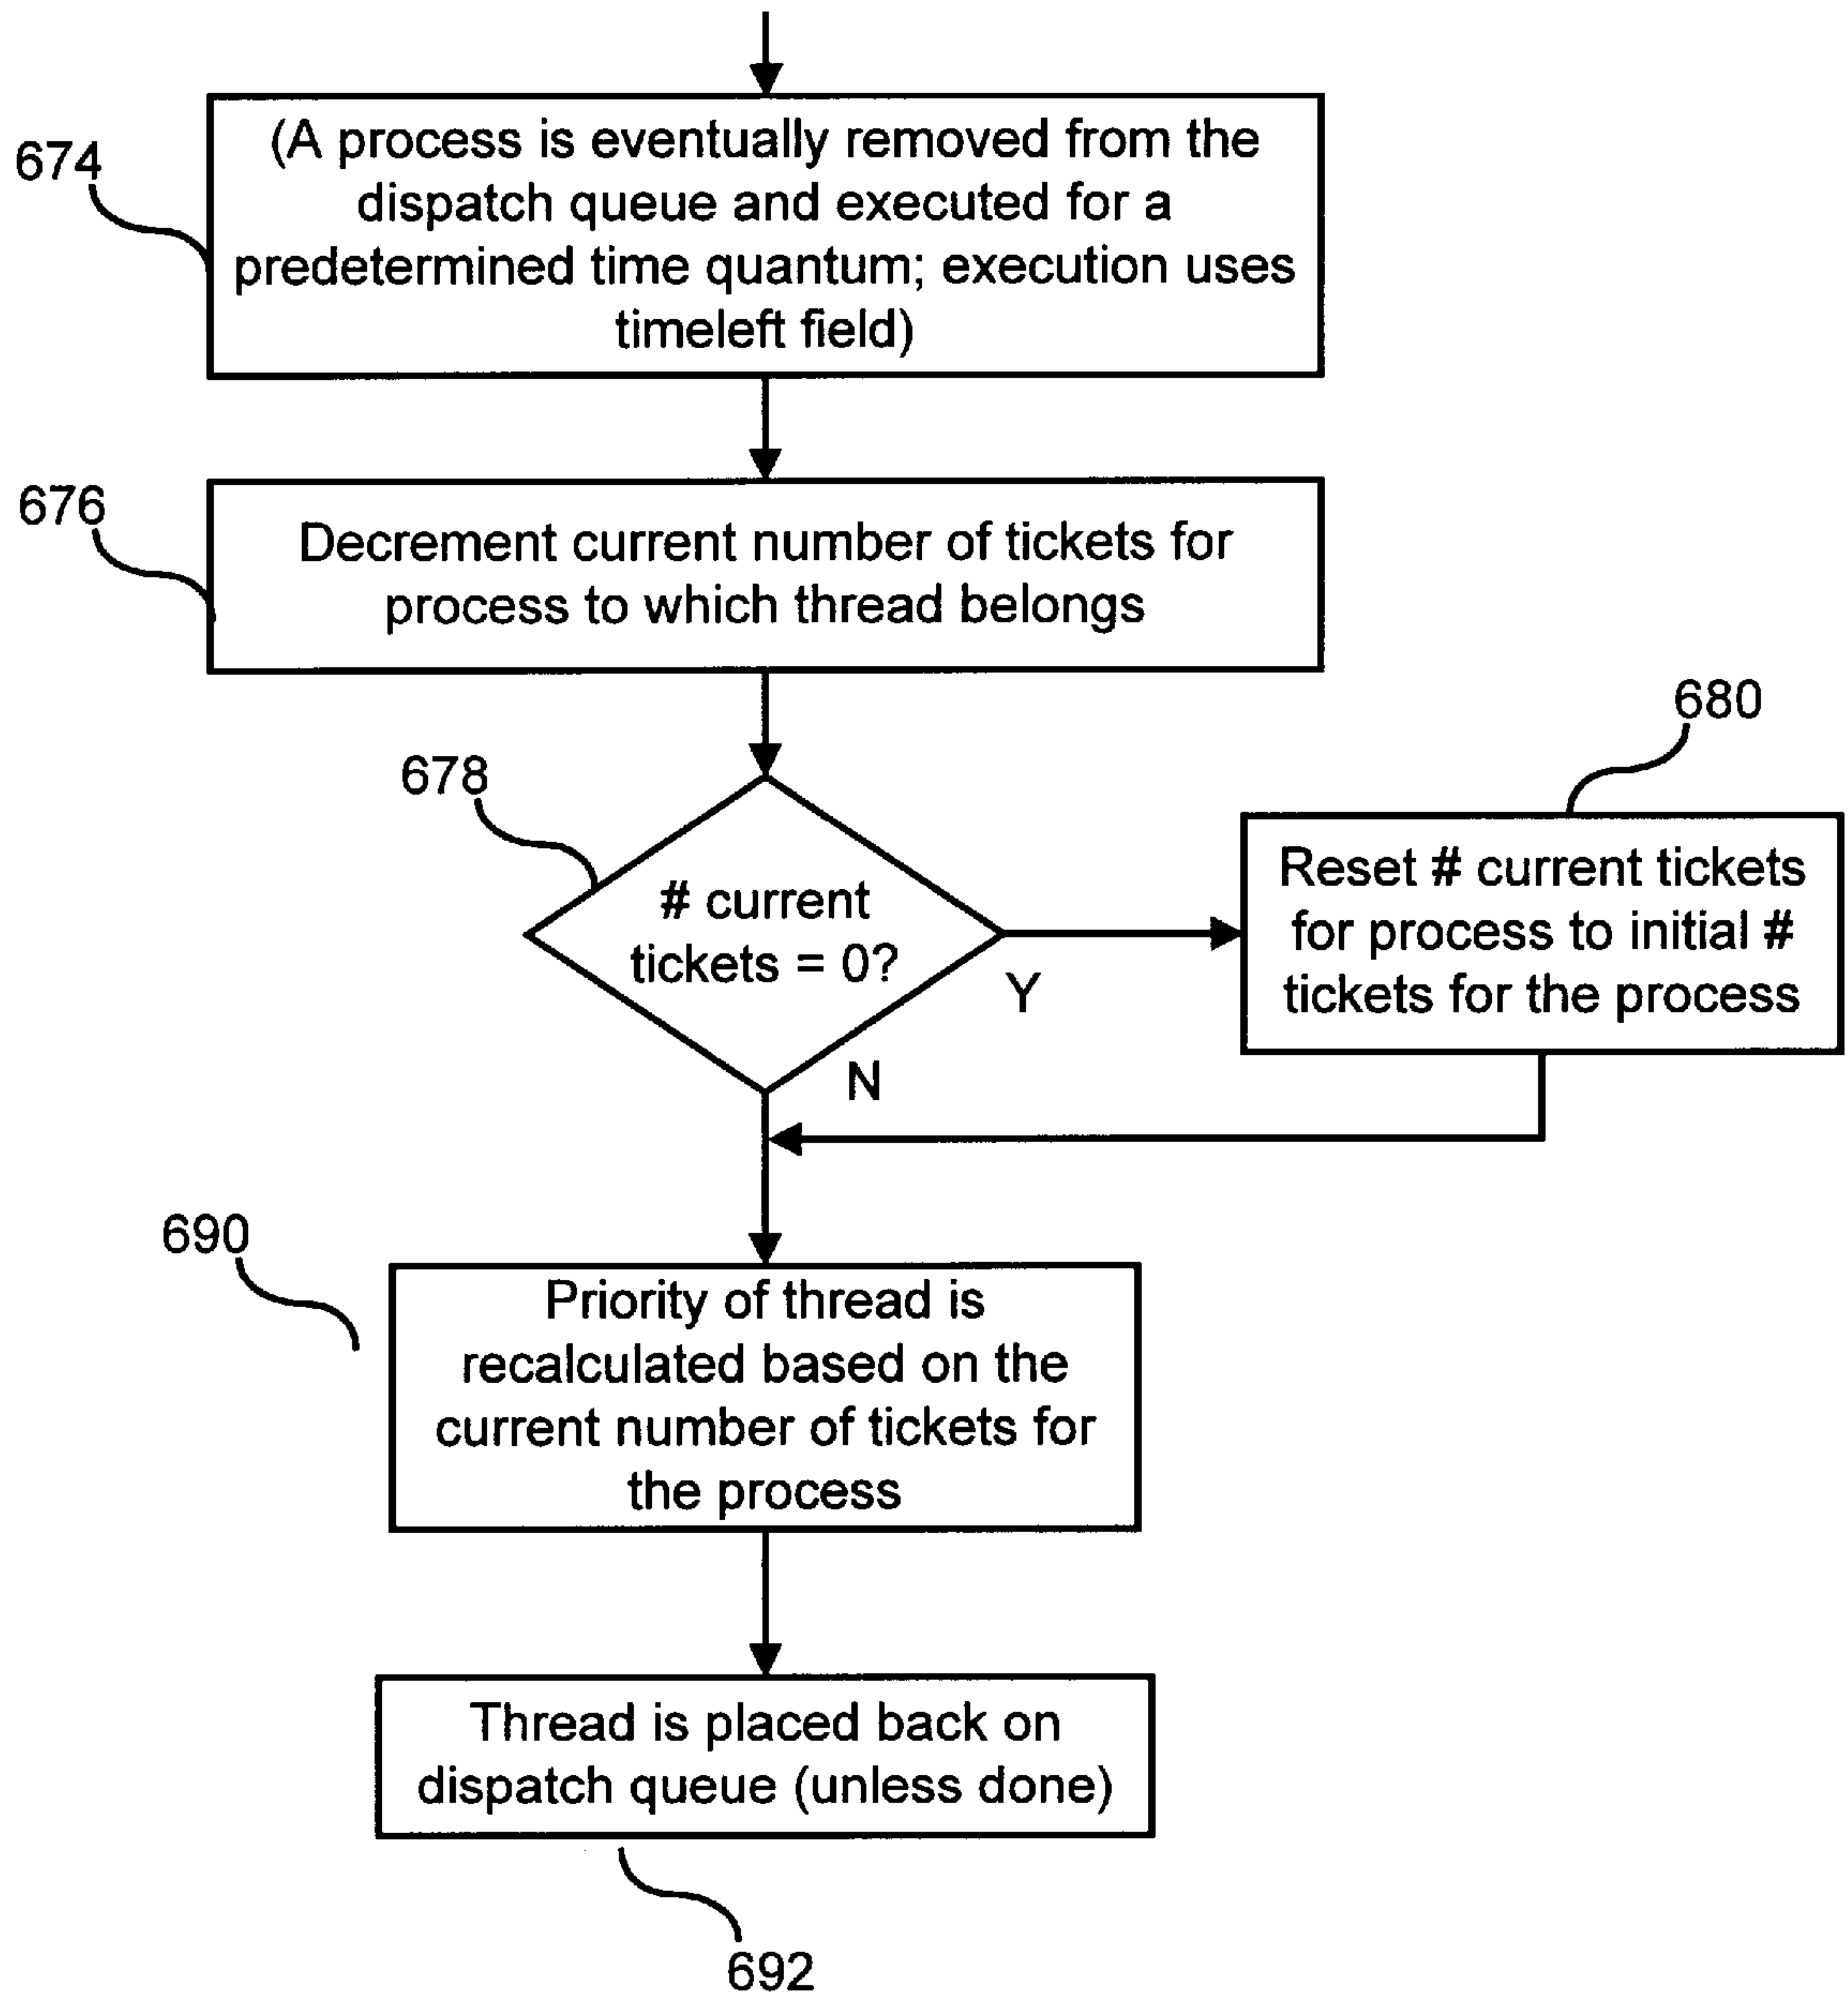 674
(A process is eventually removed from the
dispatch queue and executed for a
predetermined time quantum; execution uses
timeleft field)
676
Decrement current number of tickets for
process to which thread belongs
678
# current
tickets = 0?
Y
N
680
Reset # current tickets
for process to initial #
tickets for the process
690
Priority of thread is
recalculated based on the
current number of tickets for
the process
Thread is placed back on
dispatch queue (unless done)
692